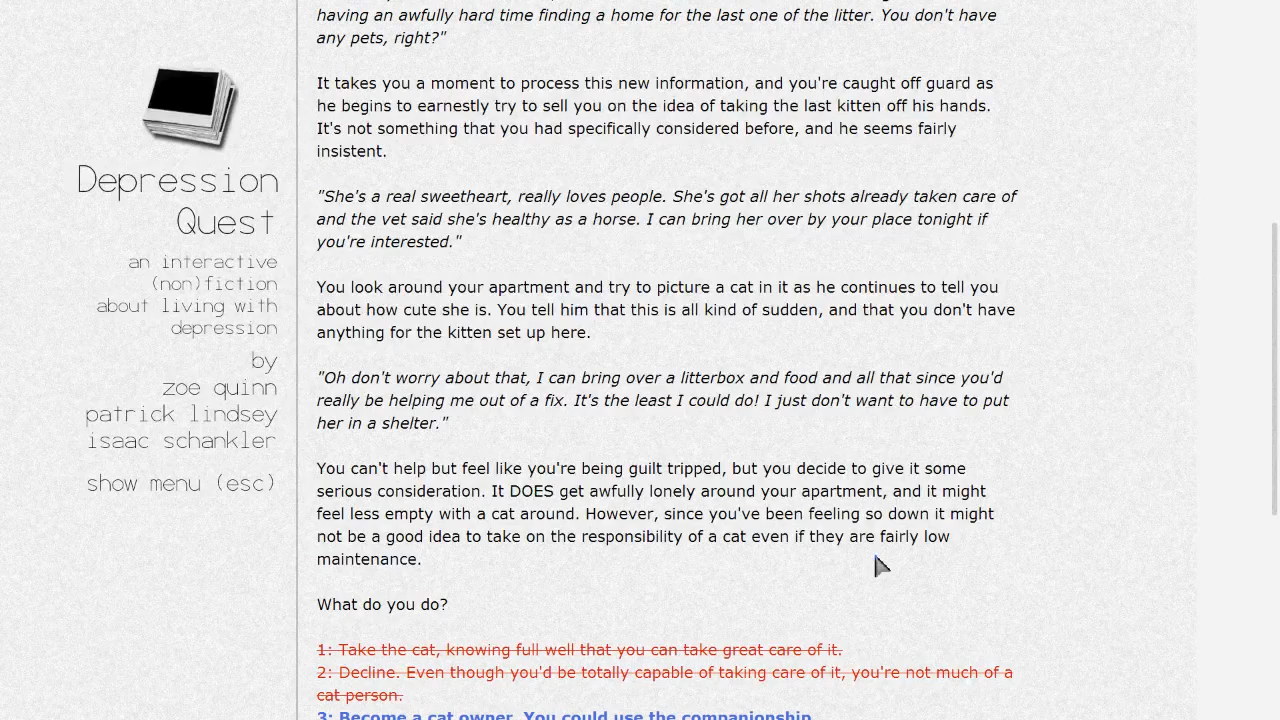 having an awfully hard time finding a home for the last one of the litter. You don't have
any pets, right?"
It takes you a moment to process this new information, and you're caught off guard as
he begins to earnestly try to sell you on the idea of taking the last kitten off his hands.
It's not something that you had specifically considered before, and he seems fairly
insistent.
"She's a real sweetheart, really loves people. She's got all her shots already taken care of
and the vet said she's healthy as a horse. I can bring her over by your place tonight if
you're interested."
You look around your apartment and try to picture a cat in it as he continues to tell you
about how cute she is. You tell him that this is all kind of sudden, and that you don't have
anything for the kitten set up here.
"Oh don't worry about that, I can bring over a litterbox and food and all that since you'd
really be helping me out of a fix. It's the least I could do! I just don't want to have to put
her in a shelter."
You can't help but feel like you're being guilt tripped, but you decide to give it some
serious consideration. It DOES get awfully lonely around your apartment, and it might
feel less empty with a cat around. However, since you've been feeling so down it might
not be a good idea to take on the responsibility of a cat even if they are fairly low
maintenance.
What do you do?
1: Take the cat, knowing full well that you can take great care of it.
2: Decline. Even though you'd be totally capable of taking care of it, you're not much of a
cat person.
3: Become a cat owner. You could use the companionship.
Depression
Quest
an interactive
(non)fiction
about living with
depression
by
zoe quinn
patrick lindsey
isaac schankler
show menu (esc)